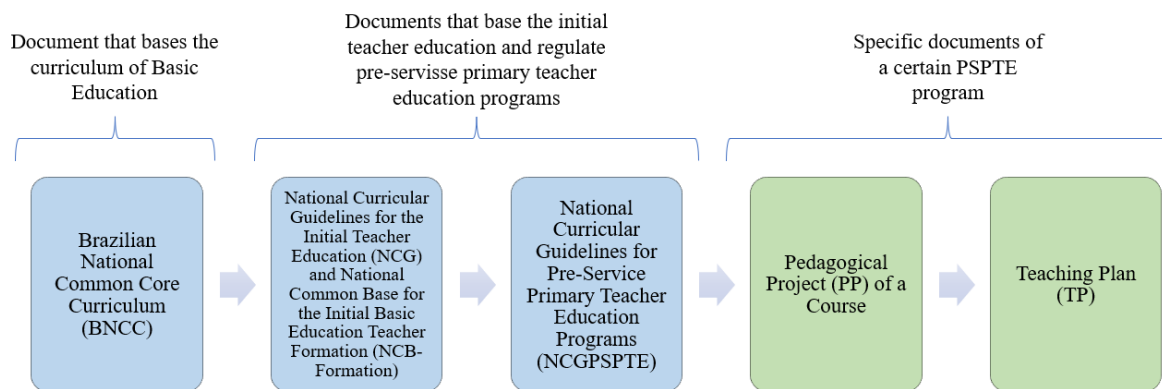 Document that bases the
curriculum of Basic
Education
Documents that base the initial
teacher education and regulate
pre-servisse primary teacher
education programs
Specific documents of
a certain PSPTE
program
Brazilian
National
Common Core
Curriculum
(BNCC)
National Curricular
Guidelines for the
Initial Teacher
Education (NCG) and
National Common
Base for the Initial
Basic Education
Teacher Formation
(NCB-
Formation)
National
Curricular
Guidelines for
Pre-Service
Primary Teacher
Education
Programs
(NCGPSPTE)
Pedagogical
Project (PP) of a
Course
Teaching Plan
(TP)